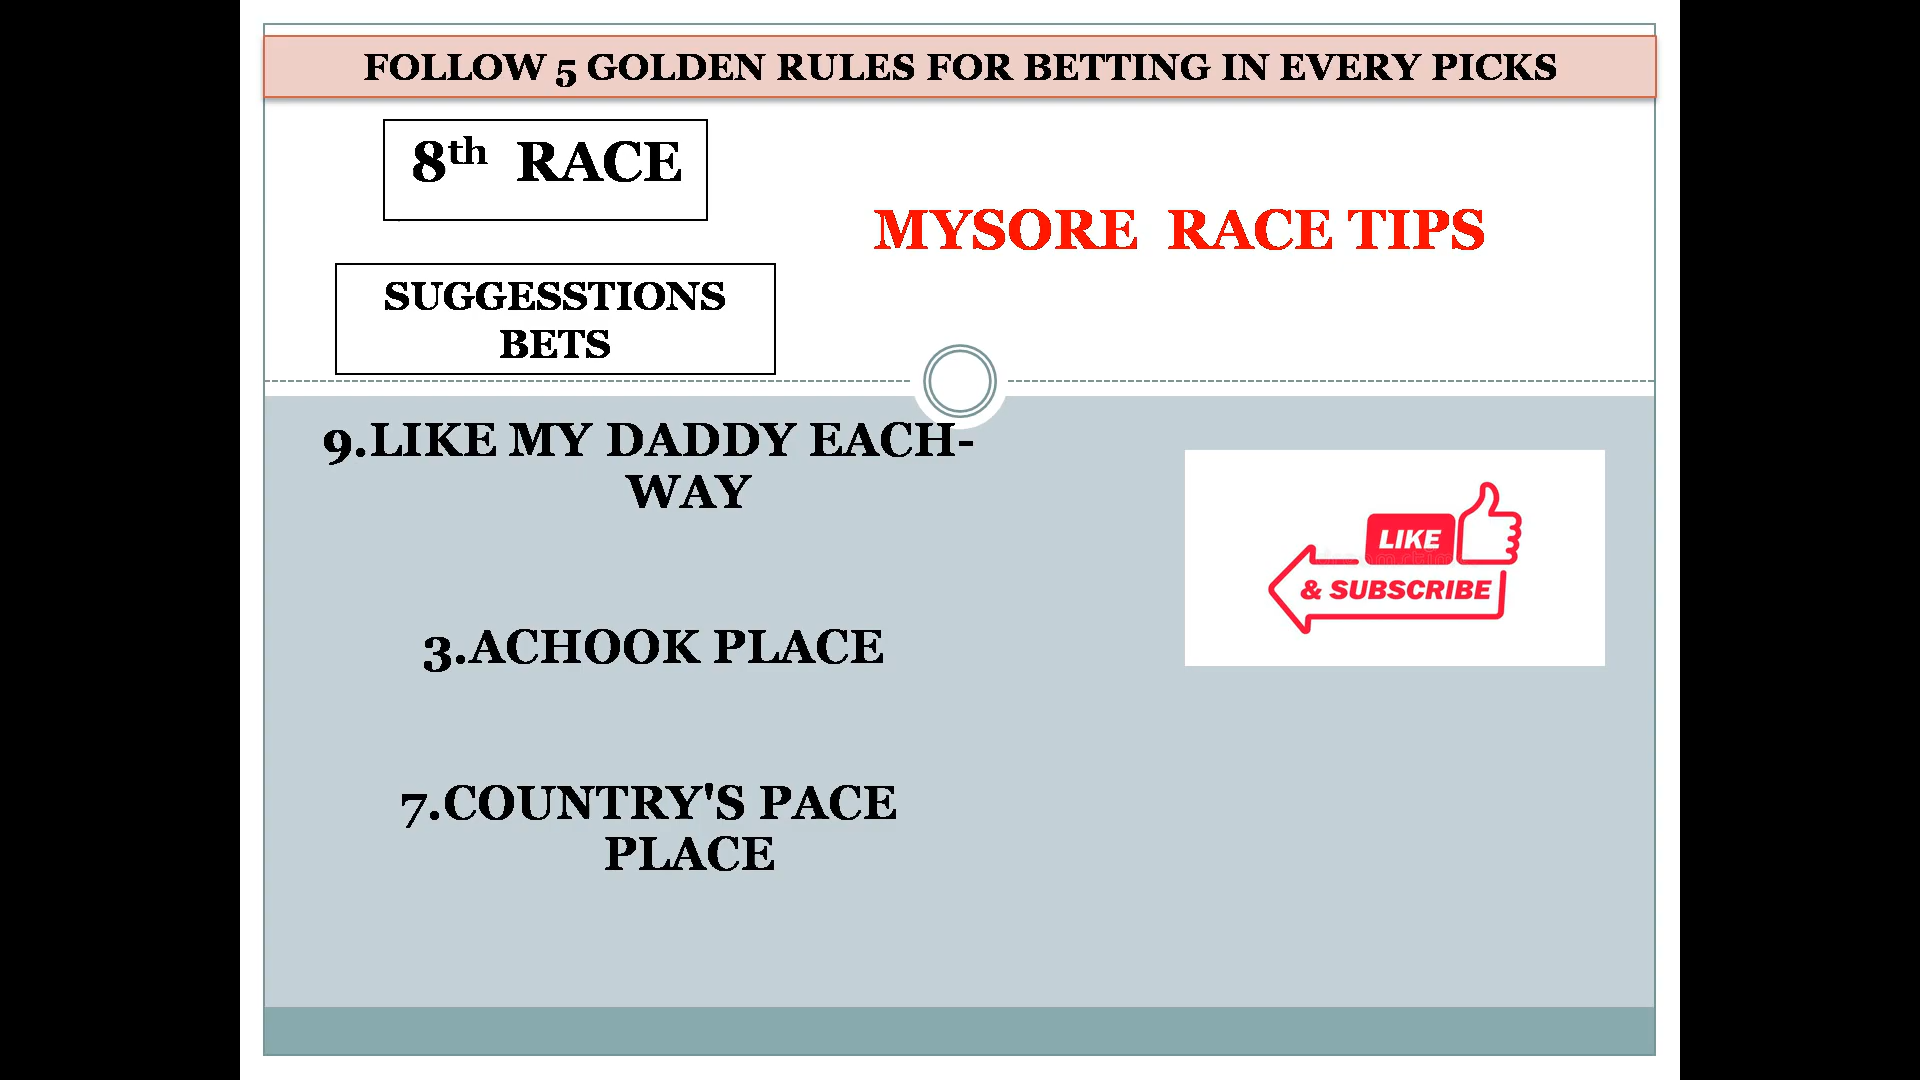 FOLLOW 5 GOLDEN RULES FOR BETTING IN EVERY PICKS
8th RACE
MYSORE RACE TIPS
SUGGESSTIONS
BETS
9.LIKE MY DADDY EACH-
WAY
3.ACHOOK PLACE
7.COUNTRY'S PACE
PLACE
LIKE
& SUBSCRIBE